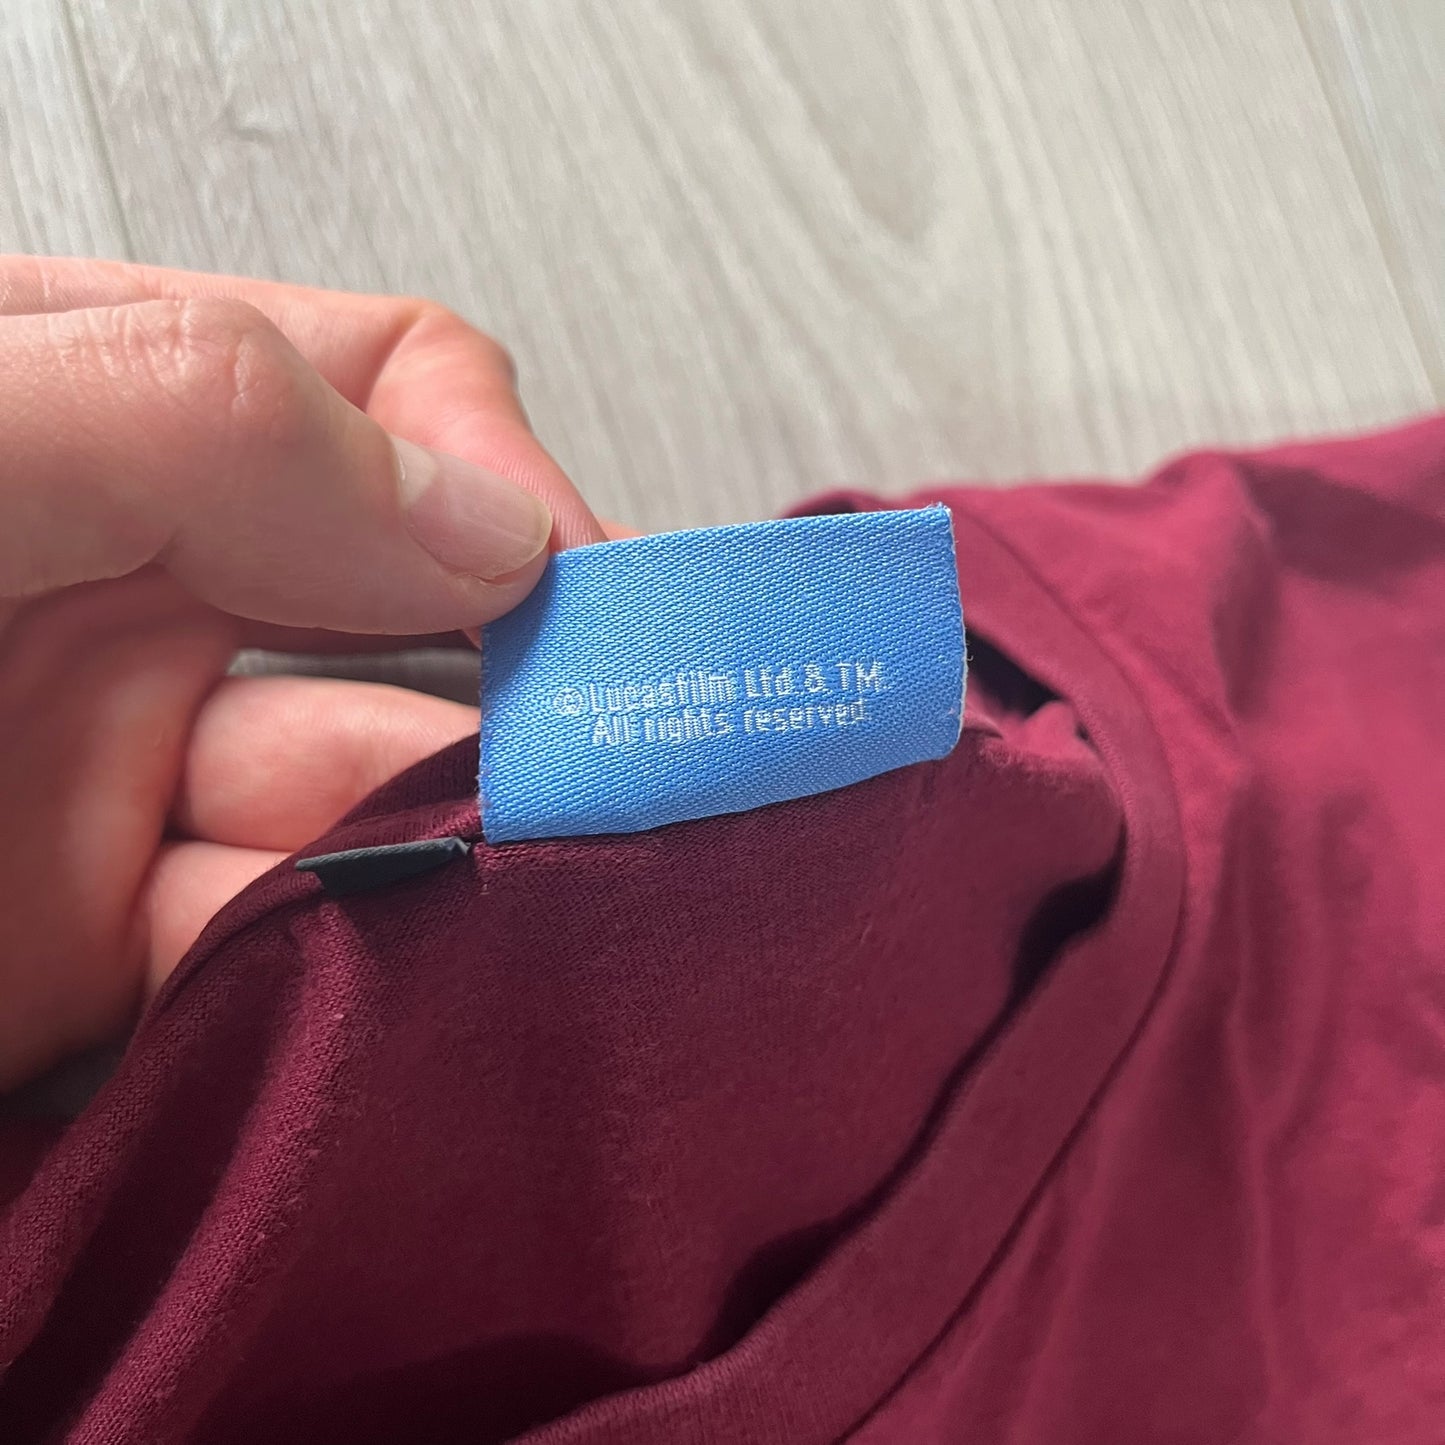 ©Lucasfilm Ltd. & TM
All rights reserved